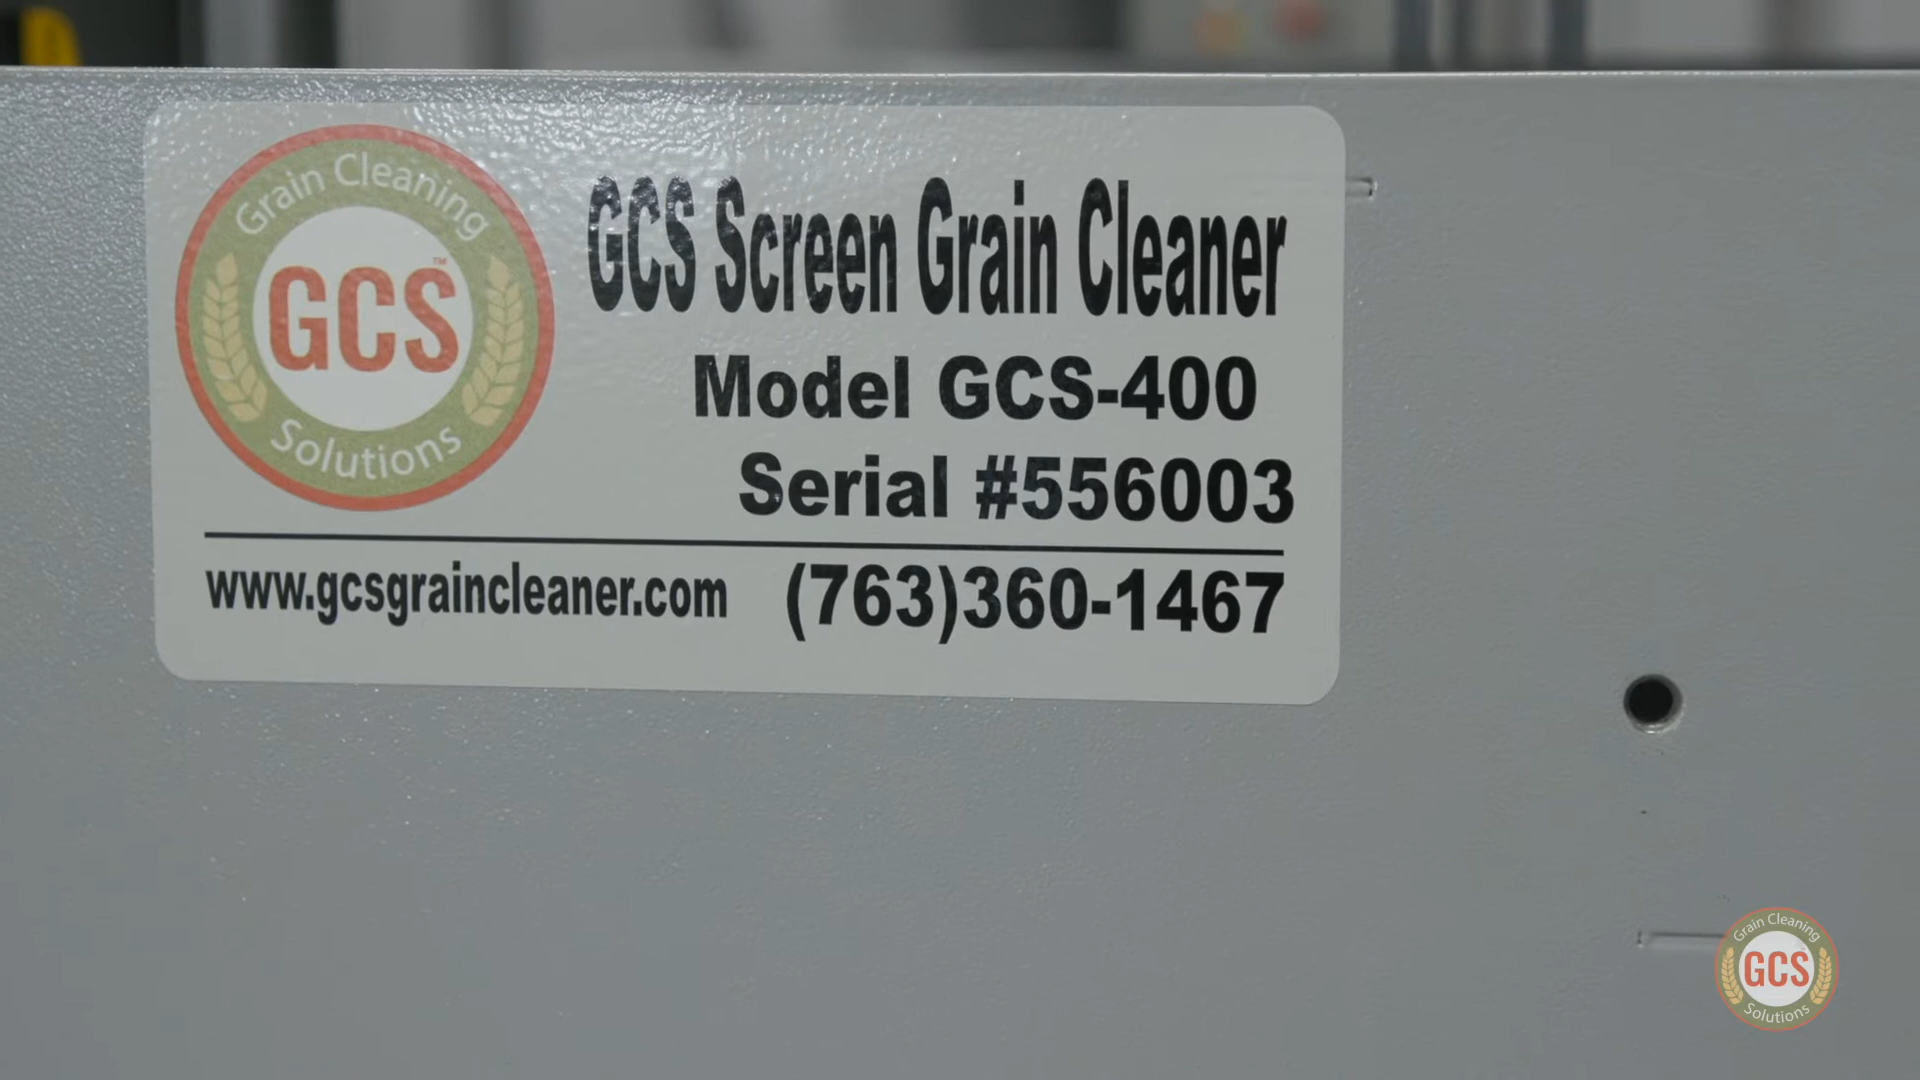 Grain Cleaning
GCS™
Solutions
GCS Screen Grain Cleaner
Model GCS-400
Serial #556003
www.gcsgraincleaner.com (763)360-1467
Grain Cleaning
GCS
Solutions